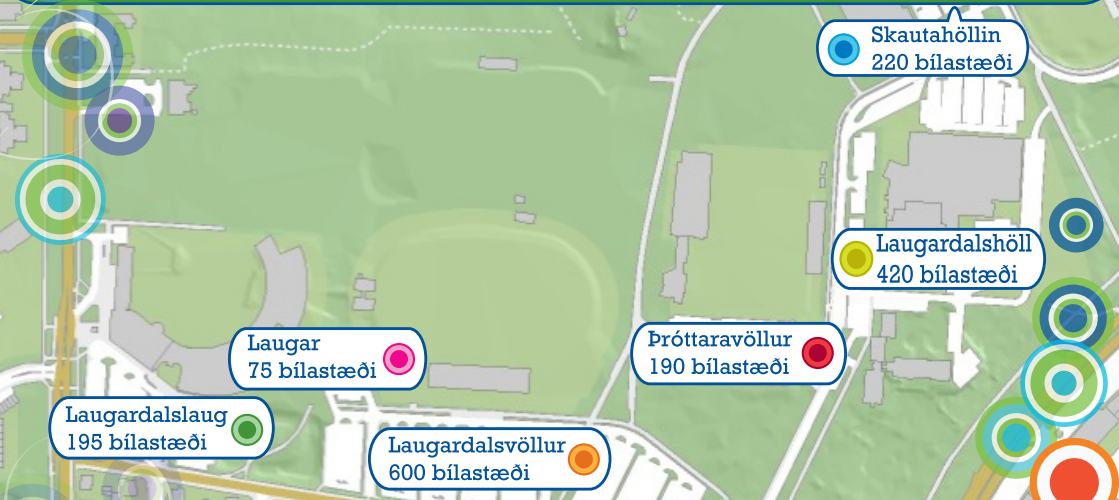 Skautahöllin
220 bílastæði
Laugardalshöll
420 bílastæði
Laugar
75 bílastæði
Þróttaravöllur
190 bílastæði
Laugardalslaug
195 bílastæði
Laugardalsvöllur
600 bílastæði